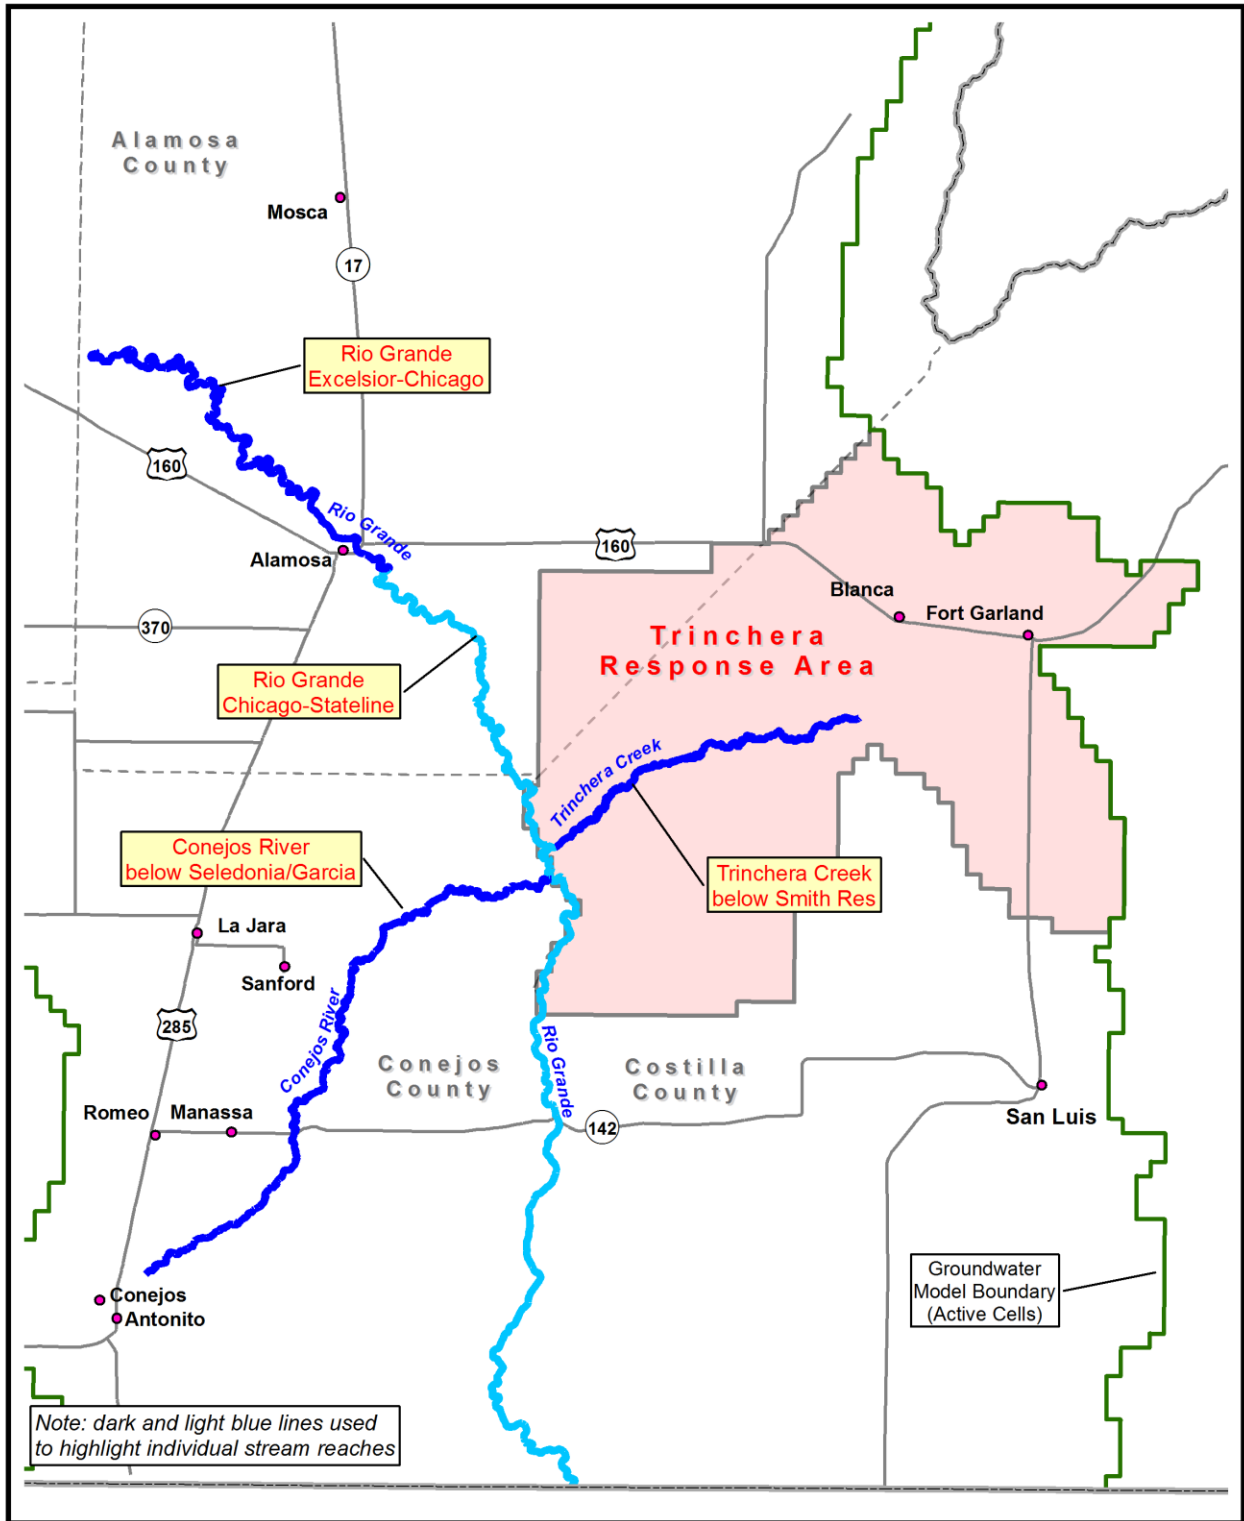 Alamosa
County
Mosca
17
Rio Grande
Excelsior-Chicago
160
Rio Grande
Alamosa
160
Blanca
Fort Garland
370
Trinchera
Response Area
Rio Grande
Chicago-Stateline
Trinchera Creek
Conejos River
below Seledonia/Garcia
Trinchera Creek
below Smith Res
La Jara
Sanford
285
Conejos River
Rio Grande
Conejos
County
Costilla
County
Romeo
Manassa
142
San Luis
Groundwater
Model Boundary
(Active Cells)
Conejos
Antonito
Note: dark and light blue lines used
to highlight individual stream reaches